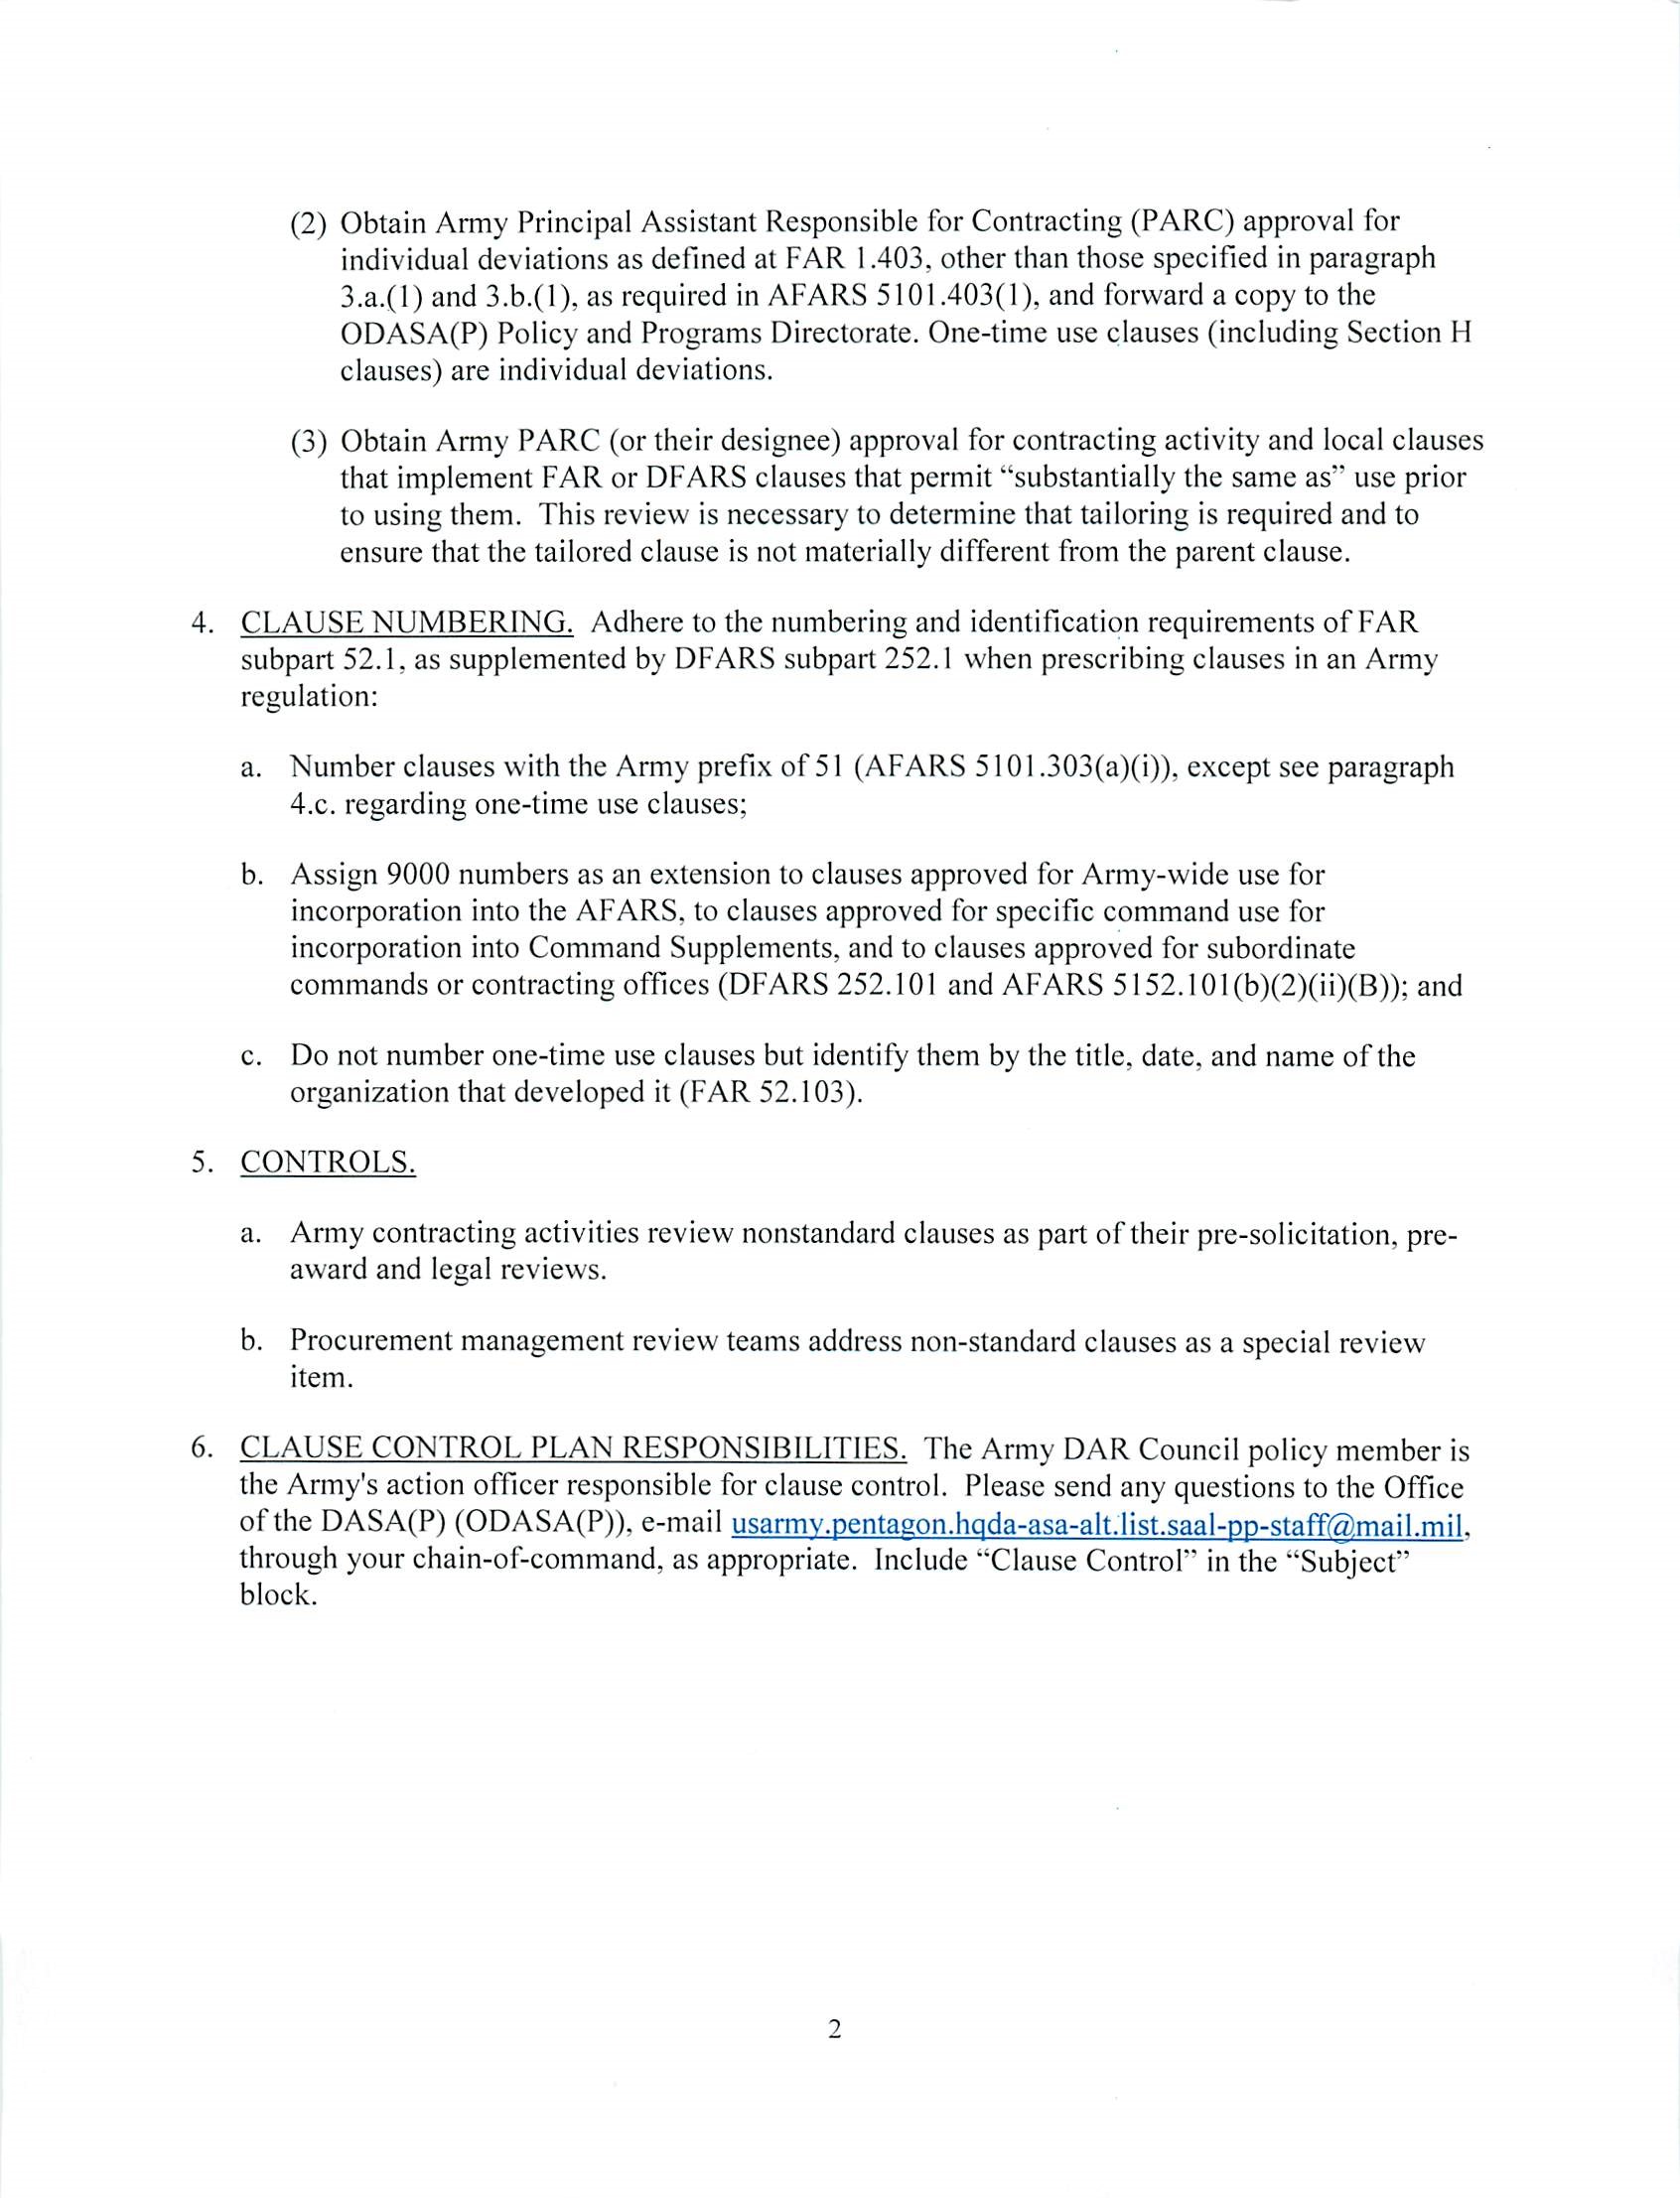 (2) Obtain Army Principal Assistant Responsible for Contracting (PARC) approval for
individual deviations as defined at FAR 1.403, other than those specified in paragraph
3.a.(1) and 3.b.(1), as required in AFARS 5101.403(1), and forward a copy to the
ODASA(P) Policy and Programs Directorate. One-time use clauses (including Section H
clauses) are individual deviations.
(3) Obtain Army PARC (or their designee) approval for contracting activity and local clauses
that implement FAR or DFARS clauses that permit “substantially the same as” use prior
to using them.  This review is necessary to determine that tailoring is required and to
ensure that the tailored clause is not materially different from the parent clause.
4. CLAUSE NUMBERING.  Adhere to the numbering and identification requirements of FAR
subpart 52.1, as supplemented by DFARS subpart 252.1 when prescribing clauses in an Army
regulation:
a. Number clauses with the Army prefix of 51 (AFARS 5101.303(a)(i)), except see paragraph
4.c. regarding one-time use clauses;
b. Assign 9000 numbers as an extension to clauses approved for Army-wide use for
incorporation into the AFARS, to clauses approved for specific command use for
incorporation into Command Supplements, and to clauses approved for subordinate
commands or contracting offices (DFARS 252.101 and AFARS 5152.101(b)(2)(ii)(B)); and
c. Do not number one-time use clauses but identify them by the title, date, and name of the
organization that developed it (FAR 52.103).
5. CONTROLS.
a. Army contracting activities review nonstandard clauses as part of their pre-solicitation, pre-
award and legal reviews.
b. Procurement management review teams address non-standard clauses as a special review
item.
6. CLAUSE CONTROL PLAN RESPONSIBILITIES.  The Army DAR Council policy member is
the Army's action officer responsible for clause control.  Please send any questions to the Office
of the DASA(P) (ODASA(P)), e-mail usarmy.pentagon.hqda-asa-alt.list.saal-pp-staff@mail.mil,
through your chain-of-command, as appropriate.  Include “Clause Control” in the “Subject”
block.
2